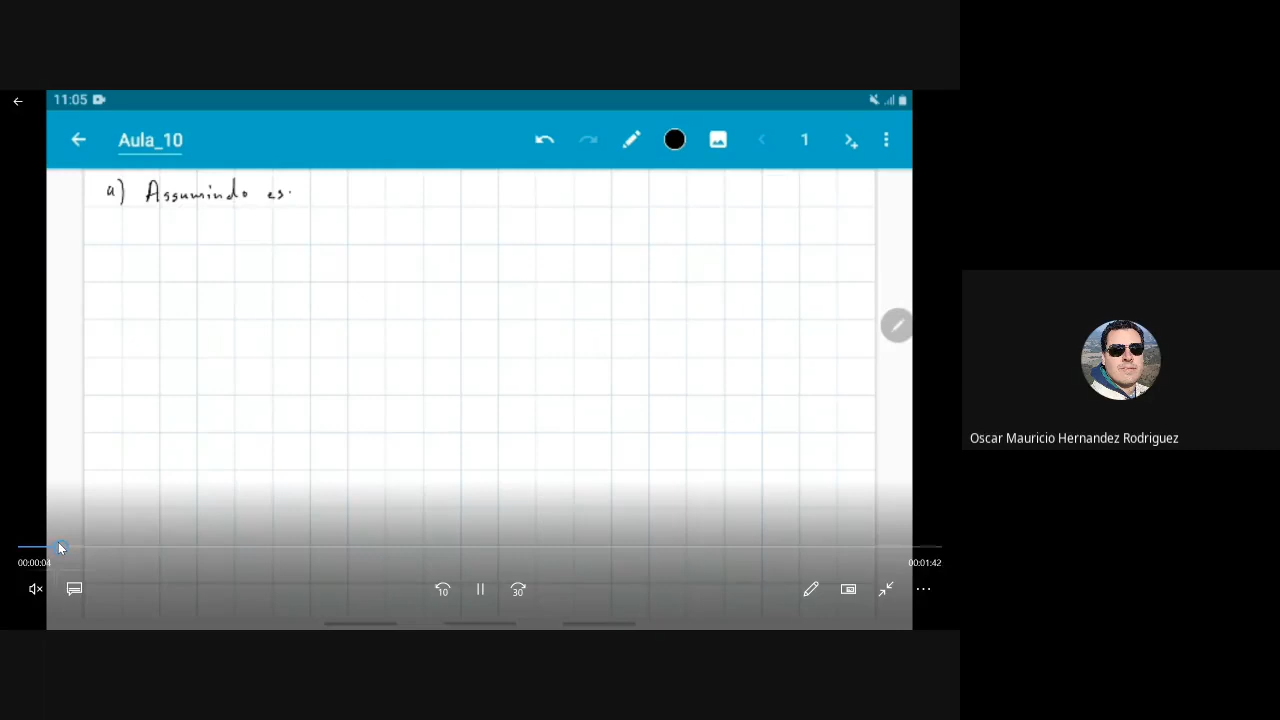 11:05
Aula_10
1
a) Assumindo es.
Oscar Mauricio Hernandez Rodriguez
00:00:04
00:01:42
10
30